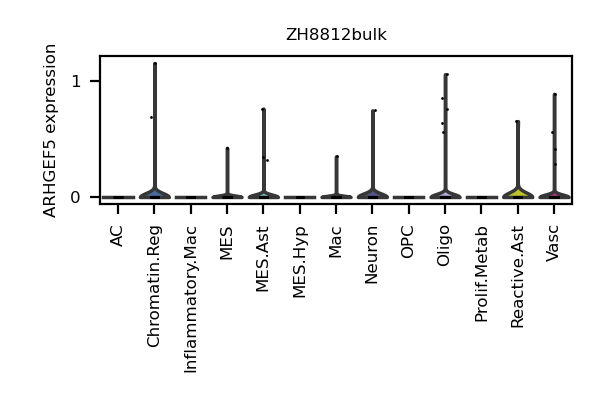 ZH8812bulk
ARHGEF5 expression
1
0
AC
Chromatin.Reg
Inflammatory.Mac
MES
MES.Ast
MES.Hyp
Mac
Neuron
OPC
Oligo
Prolif.Metab
Reactive.Ast
Vasc